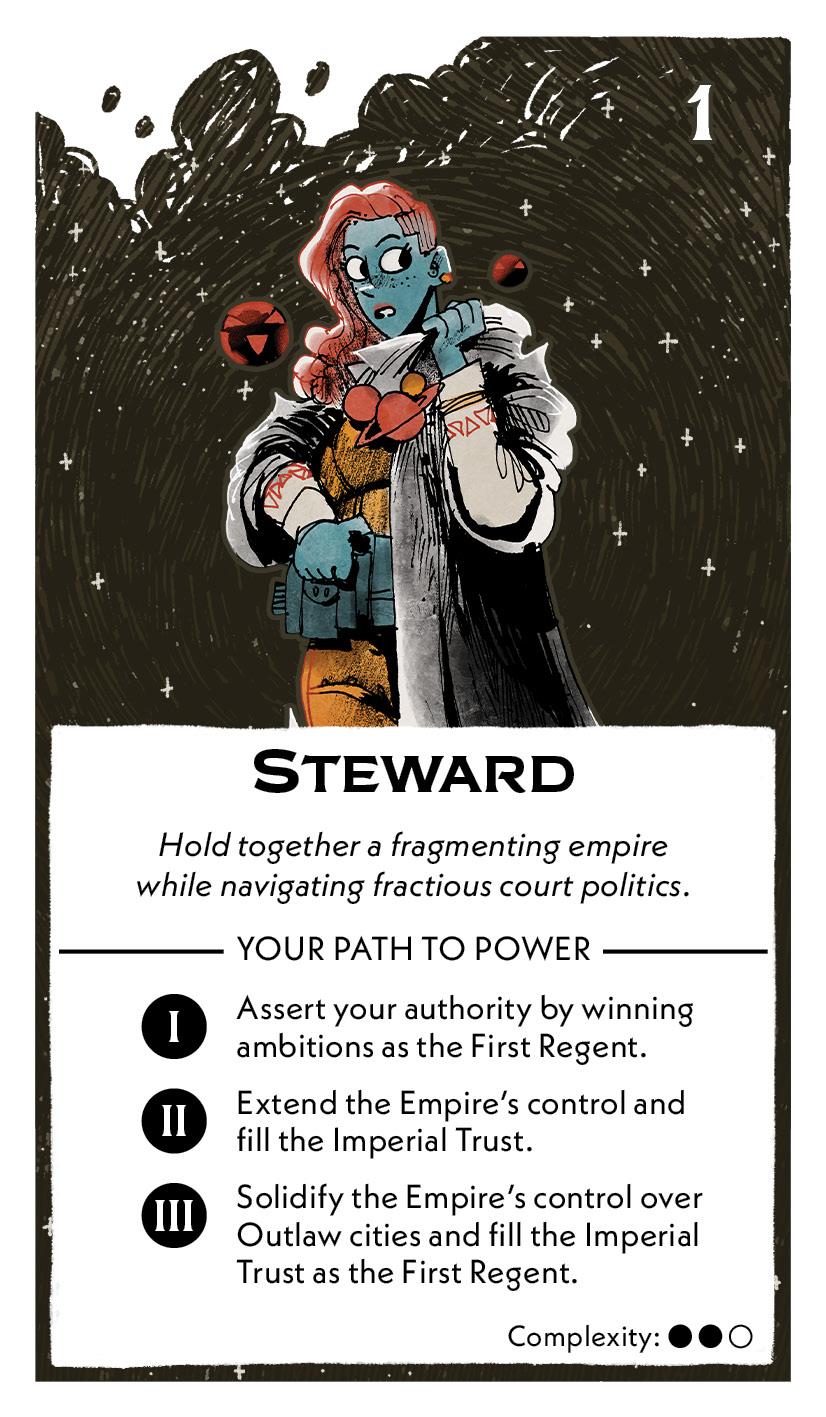 1
Steward
Hold together a fragmenting empire
while navigating fractious court politics.
YOUR PATH TO POWER
I
Assert your authority by winning
ambitions as the First Regent.
II
Extend the Empire's control and
fill the Imperial Trust.
III
Solidify the Empire's control over
Outlaw cities and fill the Imperial
Trust as the First Regent.
Complexity: